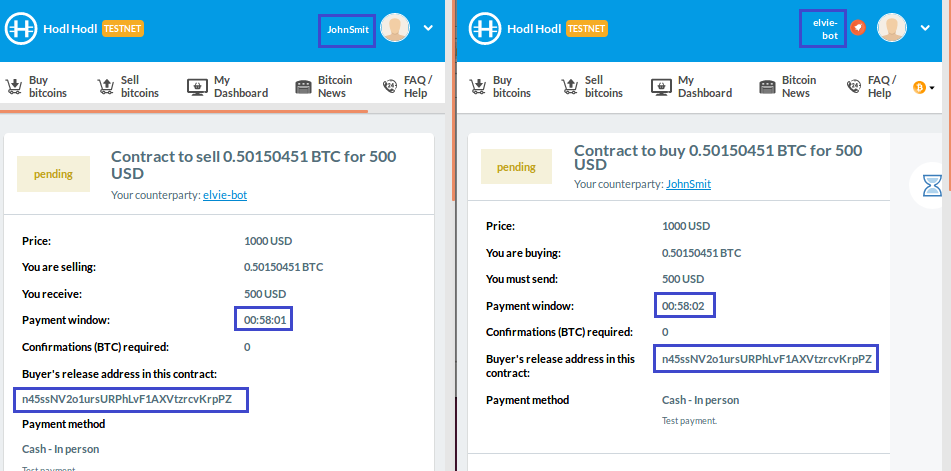 Hodl Hodl TESTNET
JohnSmit
Buy bitcoins
Sell bitcoins
My Dashboard
Bitcoin News
FAQ / Help
pending
Contract to sell 0.50150451 BTC for 500
USD
Your counterparty: elvie-bot
Price: 1000 USD
You are selling: 0.50150451 BTC
You receive: 500 USD
Payment window: 00:58:01
Confirmations (BTC) required: 0
Buyer's release address in this contract:
n45ssNV2o1ursURPhLvF1AXVtzrcvKrpPZ
Payment method
Cash - In person
Test payment.
Hodl Hodl TESTNET
elvie-
bot
Buy bitcoins
Sell bitcoins
My Dashboard
Bitcoin News
FAQ / Help
pending
Contract to buy 0.50150451 BTC for 500
USD
Your counterparty: JohnSmit
Price: 1000 USD
You are buying: 0.50150451 BTC
You must send: 500 USD
Payment window: 00:58:02
Confirmations (BTC) required: 0
Buyer's release address in this n45ssNV2o1ursURPhLvF1AXVtzrcvKrpPZ
contract:
Payment method Cash - In person
Test payment.